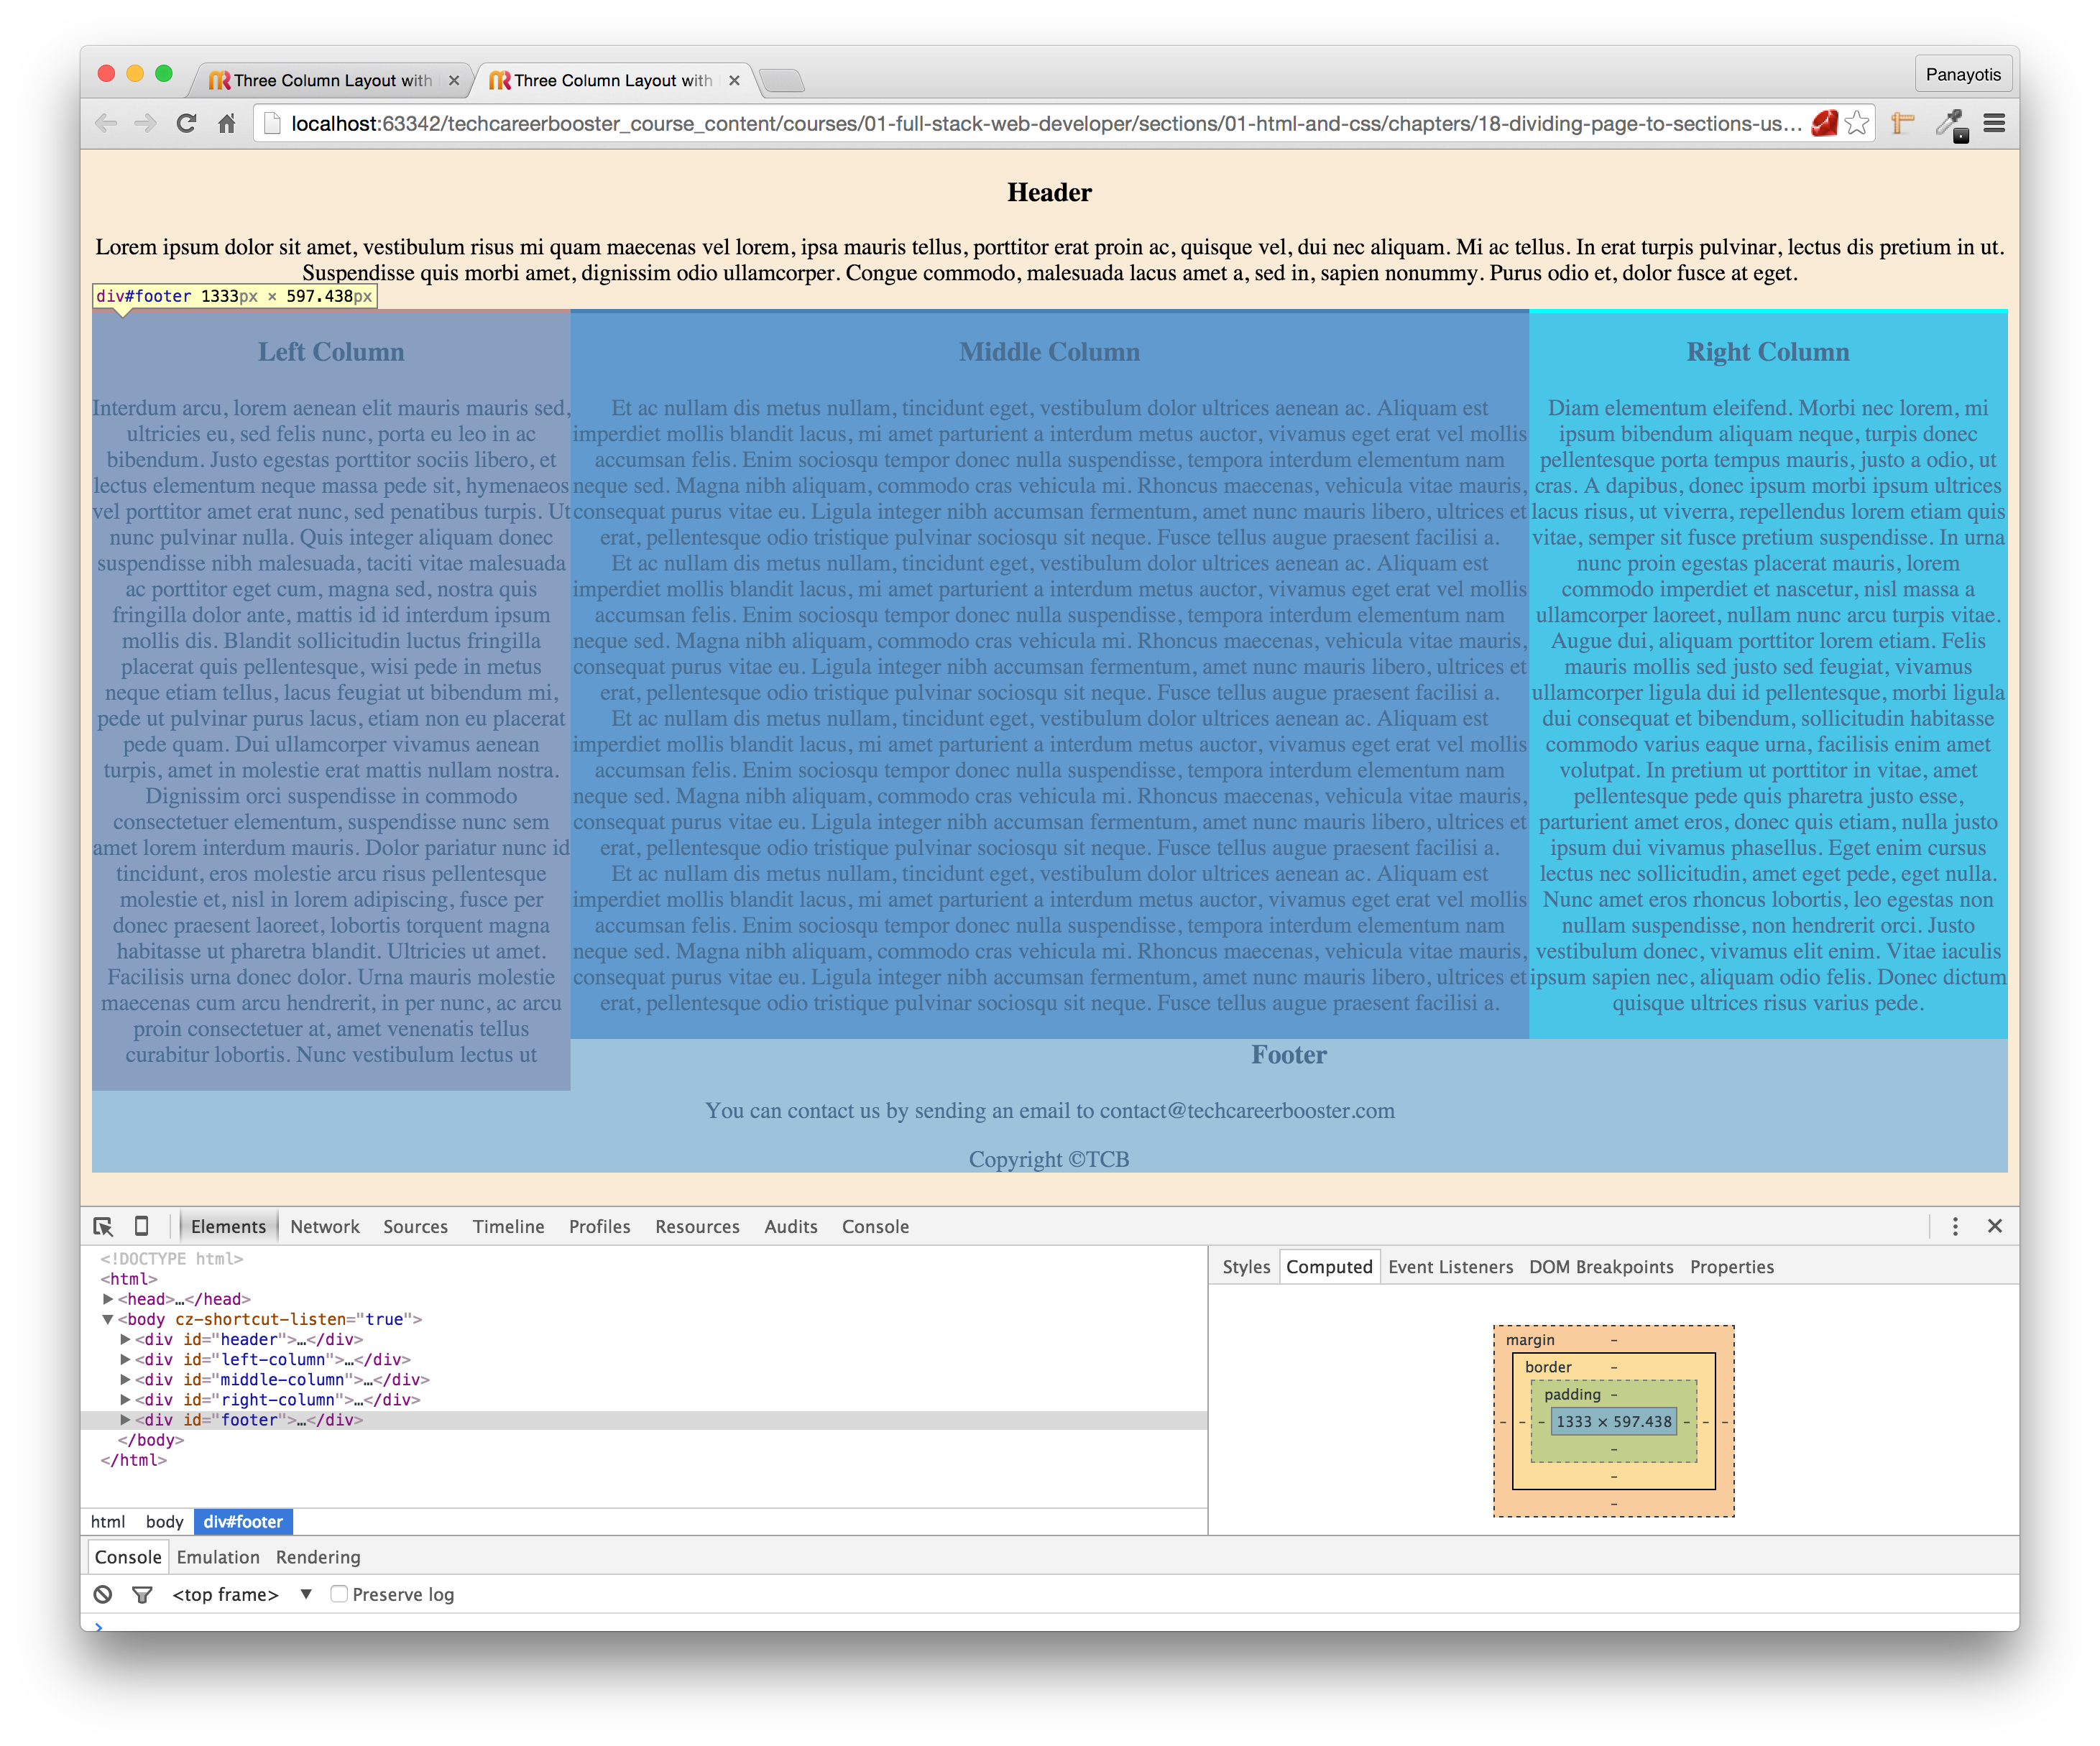 Three Column Layout with
Three Column Layout with
Panayotis
localhost:63342/techcareerbooster_course_content/courses/01-full-stack-web-developer/sections/01-html-and-css/chapters/18-dividing-page-to-sections-us...
Header
Lorem ipsum dolor sit amet, vestibulum risus mi quam maecenas vel lorem, ipsa mauris tellus, porttitor erat proin ac, quisque vel, dui nec aliquam. Mi ac tellus. In erat turpis pulvinar, lectus dis pretium in ut.
Suspendisse quis morbi amet, dignissim odio ullamcorper. Congue commodo, malesuada lacus amet a, sed in, sapien nonummy. Purus odio et, dolor fusce at eget.
div#footer 1333px × 597.438px
Left Column
Interdum arcu, lorem aenean elit mauris mauris sed,
ultricies eu, sed felis nunc, porta eu leo in ac
bibendum. Justo egestas porttitor sociis libero, et
lectus elementum neque massa pede sit, hymenaeos
vel porttitor amet erat nunc, sed penatibus turpis. Ut
nunc pulvinar nulla. Quis integer aliquam donec
suspendisse nibh malesuada, taciti vitae malesuada
ac porttitor eget cum, magna sed, nostra quis
fringilla dolor ante, mattis id id interdum ipsum
mollis dis. Blandit sollicitudin luctus fringilla
placerat quis pellentesque, wisi pede in metus
neque etiam tellus, lacus feugiat ut bibendum mi,
pede ut pulvinar purus lacus, etiam non eu placerat
pede quam. Dui ullamcorper vivamus aenean
turpis, amet in molestie erat mattis nullam nostra.
Dignissim orci suspendisse in commodo
consectetuer elementum, suspendisse nunc sem
amet lorem interdum mauris. Dolor pariatur nunc id
tincidunt, eros molestie arcu risus pellentesque
molestie et, nisl in lorem adipiscing, fusce per
donec praesent laoreet, lobortis torquent magna
habitasse ut pharetra blandit. Ultricies ut amet.
Facilisis urna donec dolor. Urna mauris molestie
maecenas cum arcu hendrerit, in per nunc, ac arcu
proin consectetuer at, amet venenatis tellus
curabitur lobortis. Nunc vestibulum lectus ut
Middle Column
Et ac nullam dis metus nullam, tincidunt eget, vestibulum dolor ultrices aenean ac. Aliquam est
imperdiet mollis blandit lacus, mi amet parturient a interdum metus auctor, vivamus eget erat vel mollis
accumsan felis. Enim sociosqu tempor donec nulla suspendisse, tempora interdum elementum nam
neque sed. Magna nibh aliquam, commodo cras vehicula mi. Rhoncus maecenas, vehicula vitae mauris,
consequat purus vitae eu. Ligula integer nibh accumsan fermentum, amet nunc mauris libero, ultrices et
erat, pellentesque odio tristique pulvinar sociosqu sit neque. Fusce tellus augue praesent facilisi a.
Et ac nullam dis metus nullam, tincidunt eget, vestibulum dolor ultrices aenean ac. Aliquam est
imperdiet mollis blandit lacus, mi amet parturient a interdum metus auctor, vivamus eget erat vel mollis
accumsan felis. Enim sociosqu tempor donec nulla suspendisse, tempora interdum elementum nam
neque sed. Magna nibh aliquam, commodo cras vehicula mi. Rhoncus maecenas, vehicula vitae mauris,
consequat purus vitae eu. Ligula integer nibh accumsan fermentum, amet nunc mauris libero, ultrices et
erat, pellentesque odio tristique pulvinar sociosqu sit neque. Fusce tellus augue praesent facilisi a.
Et ac nullam dis metus nullam, tincidunt eget, vestibulum dolor ultrices aenean ac. Aliquam est
imperdiet mollis blandit lacus, mi amet parturient a interdum metus auctor, vivamus eget erat vel mollis
accumsan felis. Enim sociosqu tempor donec nulla suspendisse, tempora interdum elementum nam
neque sed. Magna nibh aliquam, commodo cras vehicula mi. Rhoncus maecenas, vehicula vitae mauris,
consequat purus vitae eu. Ligula integer nibh accumsan fermentum, amet nunc mauris libero, ultrices et
erat, pellentesque odio tristique pulvinar sociosqu sit neque. Fusce tellus augue praesent facilisi a.
Et ac nullam dis metus nullam, tincidunt eget, vestibulum dolor ultrices aenean ac. Aliquam est
imperdiet mollis blandit lacus, mi amet parturient a interdum metus auctor, vivamus eget erat vel mollis
accumsan felis. Enim sociosqu tempor donec nulla suspendisse, tempora interdum elementum nam
neque sed. Magna nibh aliquam, commodo cras vehicula mi. Rhoncus maecenas, vehicula vitae mauris,
consequat purus vitae eu. Ligula integer nibh accumsan fermentum, amet nunc mauris libero, ultrices et
erat, pellentesque odio tristique pulvinar sociosqu sit neque. Fusce tellus augue praesent facilisi a.
Right Column
Diam elementum eleifend. Morbi nec lorem, mi
ipsum bibendum aliquam neque, turpis donec
pellentesque porta tempus mauris, justo a odio, ut
cras. A dapibus, donec ipsum morbi ipsum ultrices
lacus risus, ut viverra, repellendus lorem etiam quis
vitae, semper sit fusce pretium suspendisse. In urna
nunc proin egestas placerat mauris, lorem
commodo imperdiet et nascetur, nisl massa a
ullamcorper laoreet, nullam nunc arcu turpis vitae.
Augue dui, aliquam porttitor lorem etiam. Felis
mauris mollis sed justo sed feugiat, vivamus
ullamcorper ligula dui id pellentesque, morbi ligula
dui consequat et bibendum, sollicitudin habitasse
commodo varius eaque urna, facilisis enim amet
volutpat. In pretium ut porttitor in vitae, amet
pellentesque pede quis pharetra justo esse,
parturient amet eros, donec quis etiam, nulla justo
ipsum dui vivamus phasellus. Eget enim cursus
lectus nec sollicitudin, amet eget pede, eget nulla.
Nunc amet eros rhoncus lobortis, leo egestas non
nullam suspendisse, non hendrerit orci. Justo
vestibulum donec, vivamus elit enim. Vitae iaculis
ipsum sapien nec, aliquam odio felis. Donec dictum
quisque ultrices risus varius pede.
Footer
You can contact us by sending an email to contact@techcareerbooster.com
Copyright ©TCB
Elements Network Sources Timeline Profiles Resources Audits Console
<!DOCTYPE html>
<html>
<head>…</head>
<body cz-shortcut-listen="true">
<div id="header">…</div>
<div id="left-column">…</div>
<div id="middle-column">…</div>
<div id="right-column">…</div>
<div id="footer">…</div>
</body>
</html>
html body div#footer
Styles Computed Event Listeners DOM Breakpoints Properties
margin -
border -
padding -
- - - 1333 × 597.438 - - -
-
-
-
Console Emulation Rendering
<top frame> ▼ Preserve log
>